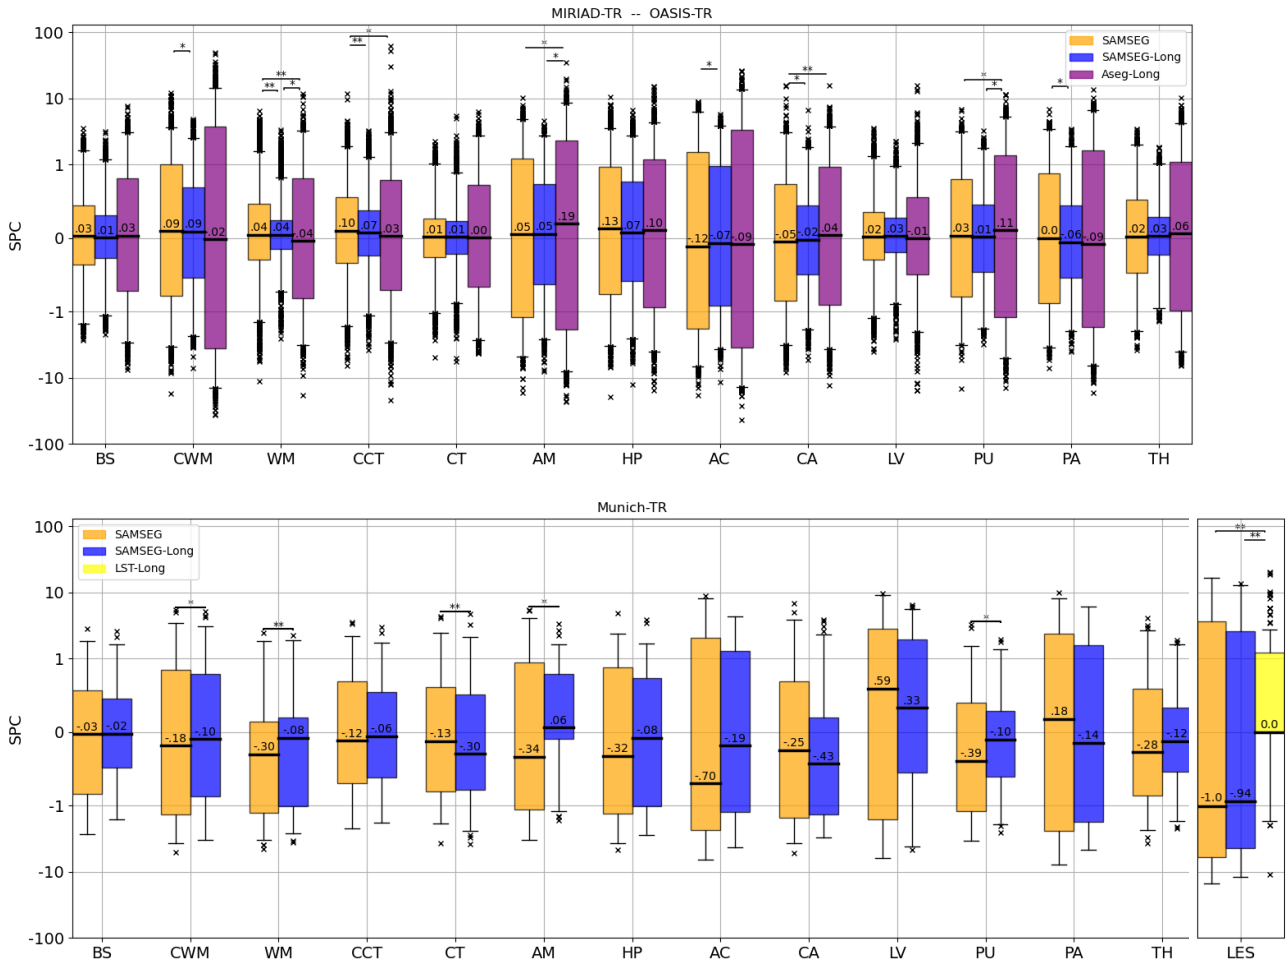 MIRIAD-TR -- OASIS-TR
100
10
1
0
-1
-10
-100
SPC
SAMSEG
SAMSEG-Long
Aseg-Long
* ** ** * ** * * * * * ** * * *
.03 .01 .03 .09 .09 -.02 .04 .04 -.04 .10 .07 .03 .01 .01 .00 .05 .05 .19 .13 .07 .10 -.12 -.07 -.09 -.05 -.02 .04 .02 .03 -.01 .03 .01 .11 0.0 -.06 -.09 .02 .03 .06
BS CWM WM CCT CT AM HP AC CA LV PU PA TH
Munich-TR
100
10
1
0
-1
-10
-100
SPC
SAMSEG
SAMSEG-Long
LST-Long
* ** ** * * ** **
-.03 -.02 -.18 -.10 -.30 -.08 -.12 -.06 -.13 -.30 -.34 .06 -.32 -.08 -.70 -.19 -.25 -.43 .59 .33 -.39 -.10 .18 -.14 -.28 -.12 -1.0 -.94 0.0
BS CWM WM CCT CT AM HP AC CA LV PU PA TH LES